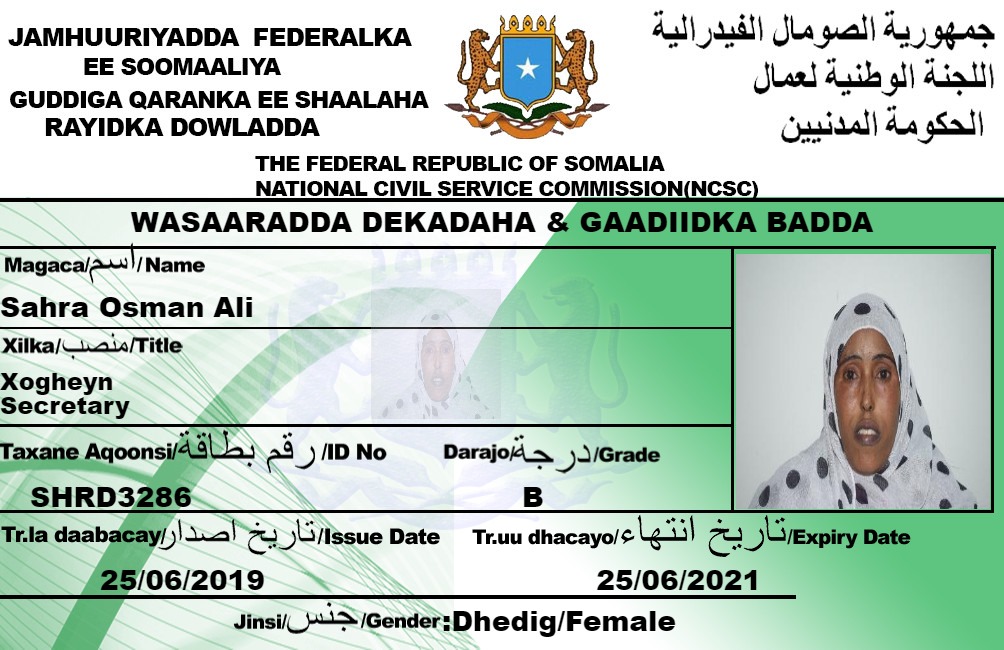 JAMHUURIYADDA FEDERALKA
EE SOOMAALIYA
GUDDIGA QARANKA EE SHAALAHA
RAYIDKA DOWLADDA
جمهورية الصومال الفيدرالية
اللجنة الوطنية لعمال
الحكومة المدنيين
THE FEDERAL REPUBLIC OF SOMALIA
NATIONAL CIVIL SERVICE COMMISSION(NCSC)
WASAARADDA DEKADAHA & GAADIIDKA BADDA
Magaca/اسم/Name
Sahra Osman Ali
Xilka/منصب/Title
Xogheyn
Secretary
Taxane Aqoonsi/رقم بطاقة/ID No
SHRD3286
Darajo/درجة/Grade
B
Tr.la daabacay/تاريخ اصدار/Issue Date
25/06/2019
Tr.uu dhacayo/تاريخ انتهاء/Expiry Date
25/06/2021
Jinsi/جنس/Gender:Dhedig/Female